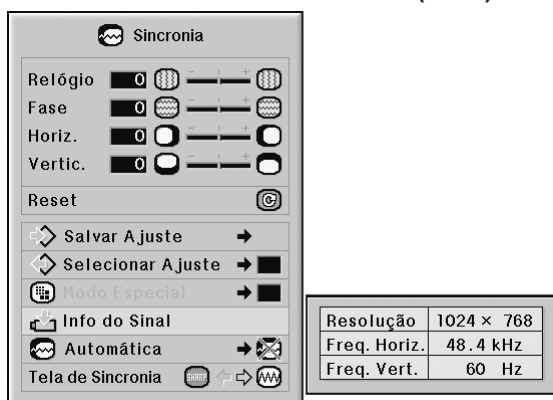 Sincronia
Relógio 0 - +
Fase 0 - +
Horiz. 0 - +
Vertic. 0 - +
Reset
Salvar Ajuste
Selecionar Ajuste
Modo Especial
Info do Sinal
Automática
Tela de Sincronia SHARP
Resolução 1024 × 768
Freq. Horiz. 48.4 kHz
Freq. Vert. 60 Hz